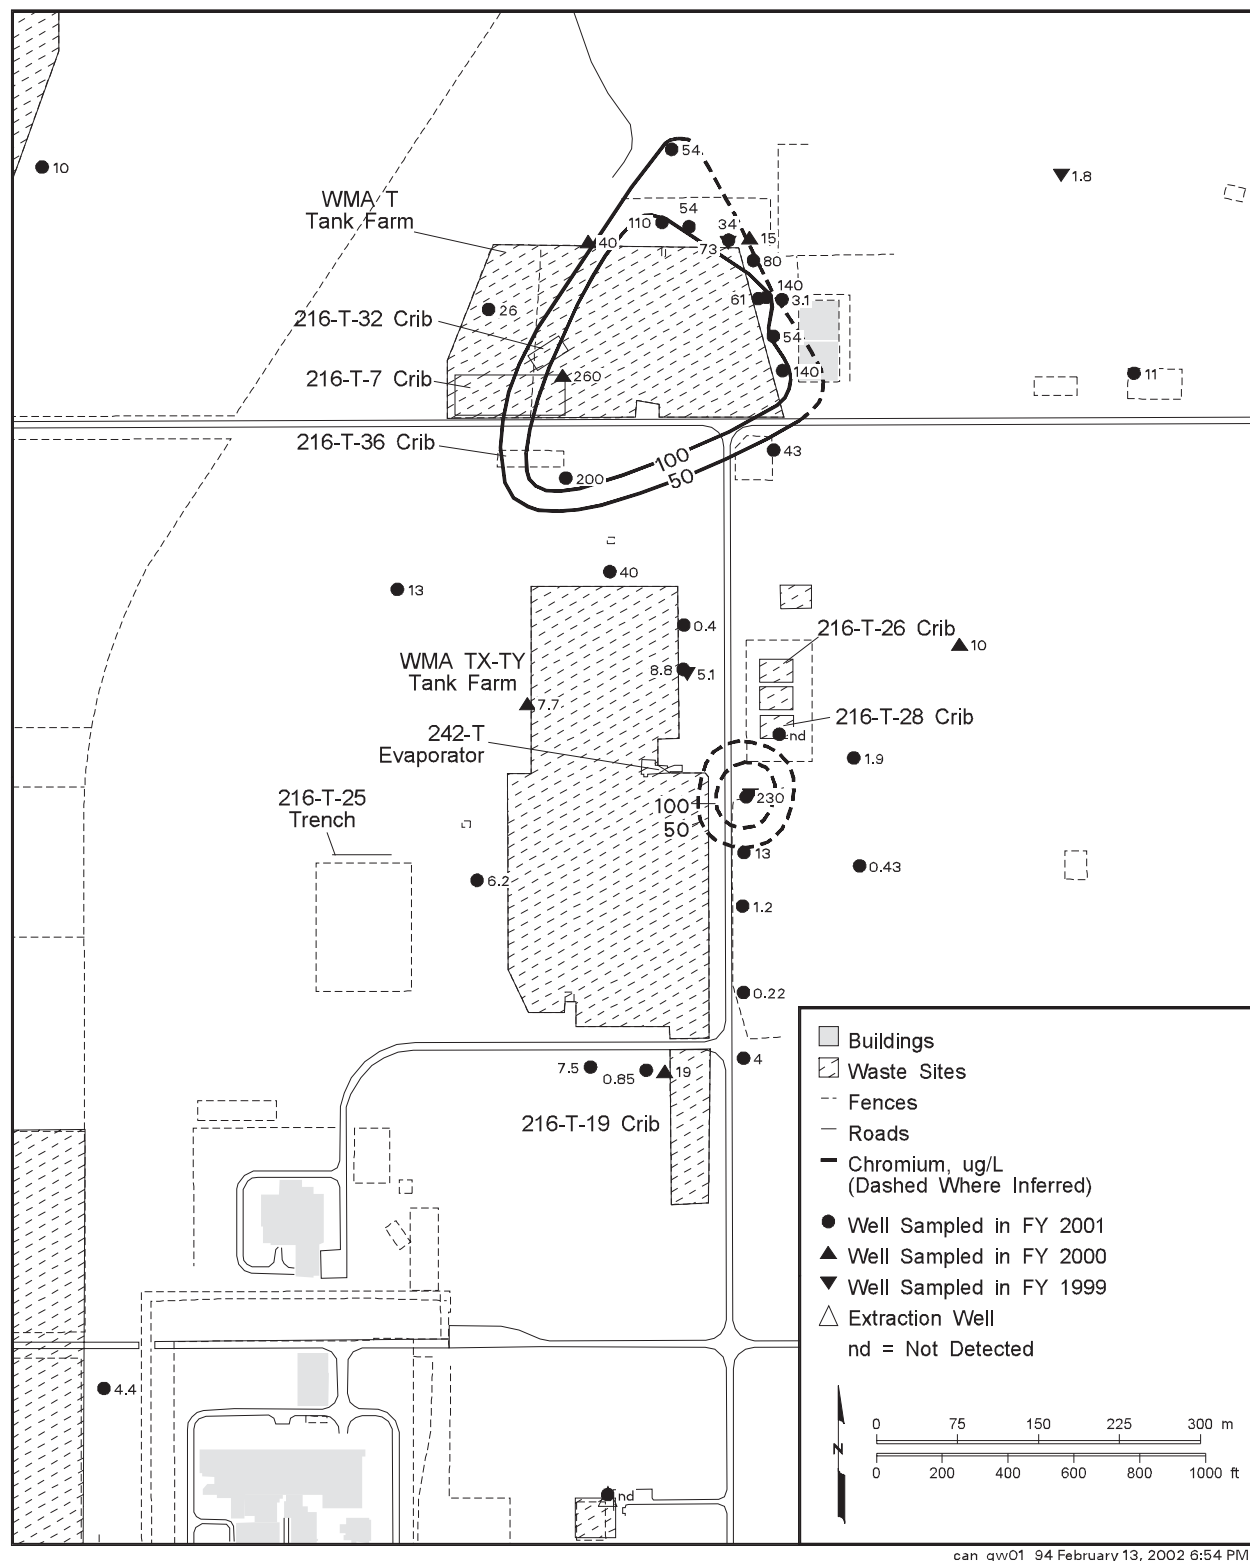 54
10
1.8
WMA T
Tank Farm
54
110
34
15
40
73
80
140
61
3.1
26
216-T-32 Crib
54
140
11
216-T-7 Crib
260
216-T-36 Crib
43
100
50
200
40
13
0.4
216-T-26 Crib
10
WMA TX-TY
Tank Farm
8.8
5.1
7.7
216-T-28 Crib
242-T
Evaporator
nd
1.9
100
50
230
216-T-25
Trench
13
0.43
6.2
1.2
0.22
4
7.5
0.85
19
216-T-19 Crib
4.4
nd
Buildings
Waste Sites
Fences
Roads
Chromium, ug/L
(Dashed Where Inferred)
Well Sampled in FY 2001
Well Sampled in FY 2000
Well Sampled in FY 1999
Extraction Well
nd = Not Detected
N
0 75 150 225 300 m
0 200 400 600 800 1000 ft
can_gw01_94 February 13, 2002 6:54 PM